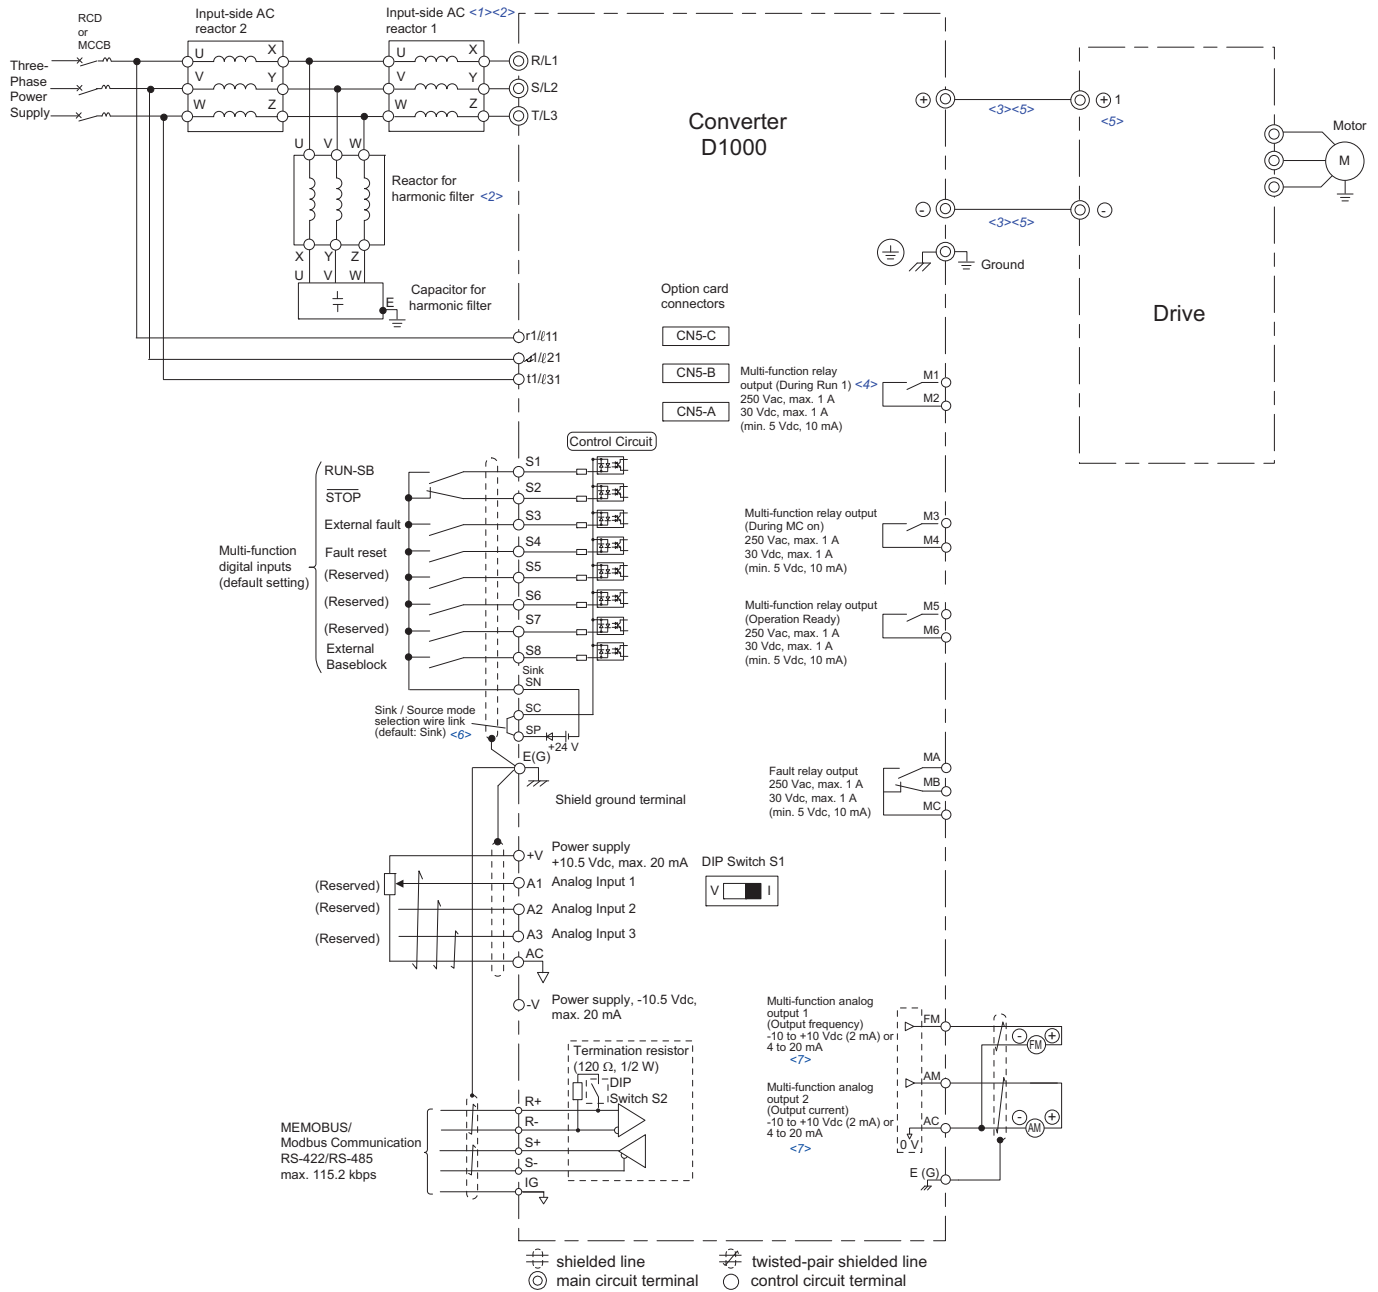 RCD
or
MCCB
Three-
Phase
Power
Supply
Input-side AC
reactor 2
U X
V Y
W Z
Input-side AC <1><2>
reactor 1
U X
V Y
W Z
R/L1
S/L2
T/L3
U V W
Reactor for
harmonic filter <2>
X Y Z
U V W
E
Capacitor for
harmonic filter
r1/ℓ11
1/ℓ21
t1/ℓ31
Converter
D1000
+
<3><5>
+ 1
<5>
-
<3><5>
-
Ground
Drive
Motor
M
Option card
connectors
CN5-C
CN5-B
CN5-A
Multi-function relay
output (During Run 1) <4>
250 Vac, max. 1 A
30 Vdc, max. 1 A
(min. 5 Vdc, 10 mA)
M1
M2
Control Circuit
Multi-function
digital inputs
(default setting)
RUN-SB
STOP
External fault
Fault reset
(Reserved)
(Reserved)
(Reserved)
External
Baseblock
S1
S2
S3
S4
S5
S6
S7
S8
Sink
SN
SC
SP
+24 V
Sink / Source mode
selection wire link
(default: Sink) <6>
E(G)
Shield ground terminal
Multi-function relay output
(During MC on)
250 Vac, max. 1 A
30 Vdc, max. 1 A
(min. 5 Vdc, 10 mA)
M3
M4
Multi-function relay output
(Operation Ready)
250 Vac, max. 1 A
30 Vdc, max. 1 A
(min. 5 Vdc, 10 mA)
M5
M6
Fault relay output
250 Vac, max. 1 A
30 Vdc, max. 1 A
(min. 5 Vdc, 10 mA)
MA
MB
MC
+V Power supply
+10.5 Vdc, max. 20 mA
(Reserved) A1 Analog Input 1
(Reserved) A2 Analog Input 2
(Reserved) A3 Analog Input 3
AC
-V Power supply, -10.5 Vdc,
max. 20 mA
DIP Switch S1
V I
Termination resistor
(120 Ω, 1/2 W)
DIP
Switch S2
MEMOBUS/
Modbus Communication
RS-422/RS-485
max. 115.2 kbps
R+
R-
S+
S-
IG
Multi-function analog
output 1
(Output frequency)
-10 to +10 Vdc (2 mA) or
4 to 20 mA
<7>
Multi-function analog
output 2
(Output current)
-10 to +10 Vdc (2 mA) or
4 to 20 mA
<7>
FM
AM
AC
0 V
E (G)
- FM +
- AM +
shielded line
twisted-pair shielded line
main circuit terminal
control circuit terminal